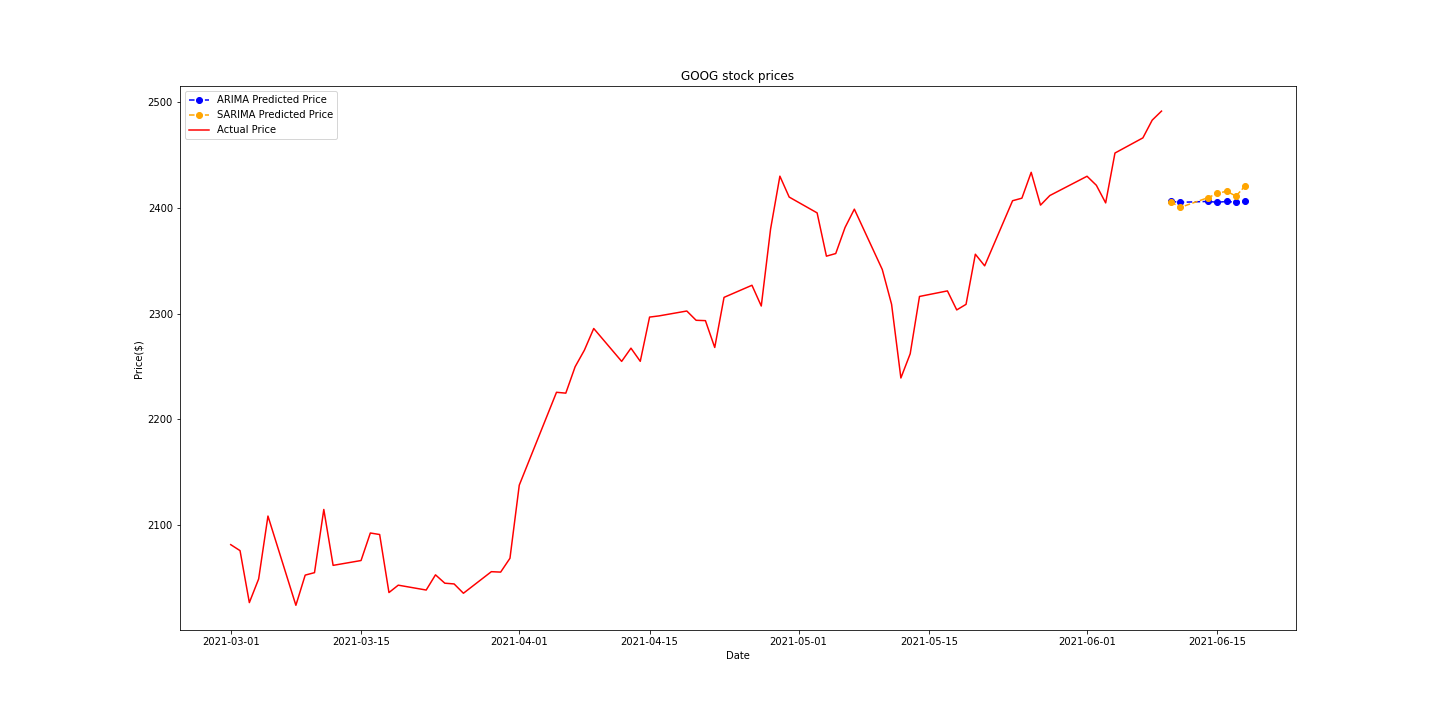 GOOG stock prices
ARIMA Predicted Price
SARIMA Predicted Price
Actual Price
2500
2400
2300
2200
2100
Price($)
2021-03-01 2021-03-15 2021-04-01 2021-04-15 2021-05-01 2021-05-15 2021-06-01 2021-06-15
Date